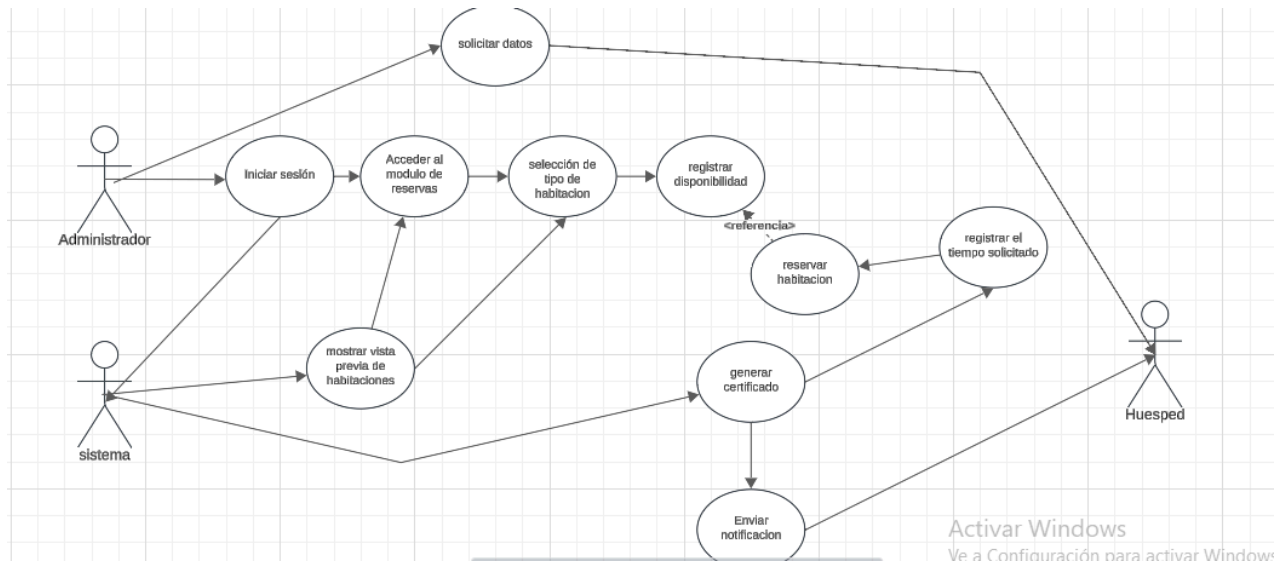 solicitar datos
Iniciar sesión
Acceder al
modulo de
reservas
selección de
tipo de
habitacion
registrar
disponibilidad
<referencia>
Administrador
registrar el
tiempo solicitado
reservar
habitacion
mostrar vista
previa de
habitaciones
generar
certificado
Huesped
sistema
Enviar
notificacion
Activar Windows
Ve a Configuración para activar Windows